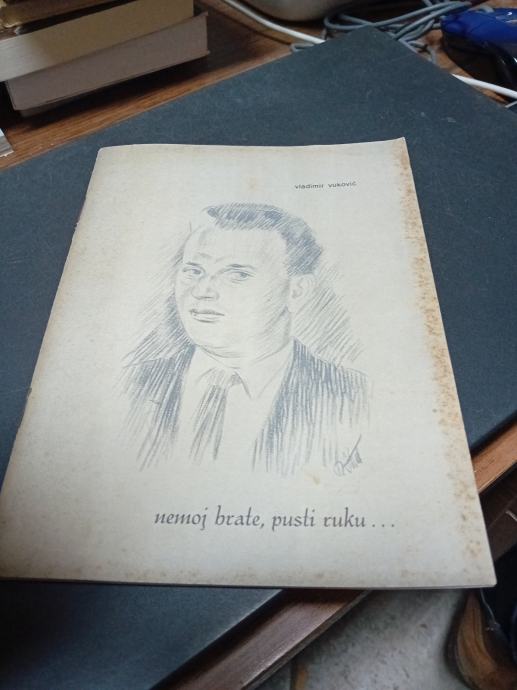 vladimir vuković
nemoj brate, pusti ruku...